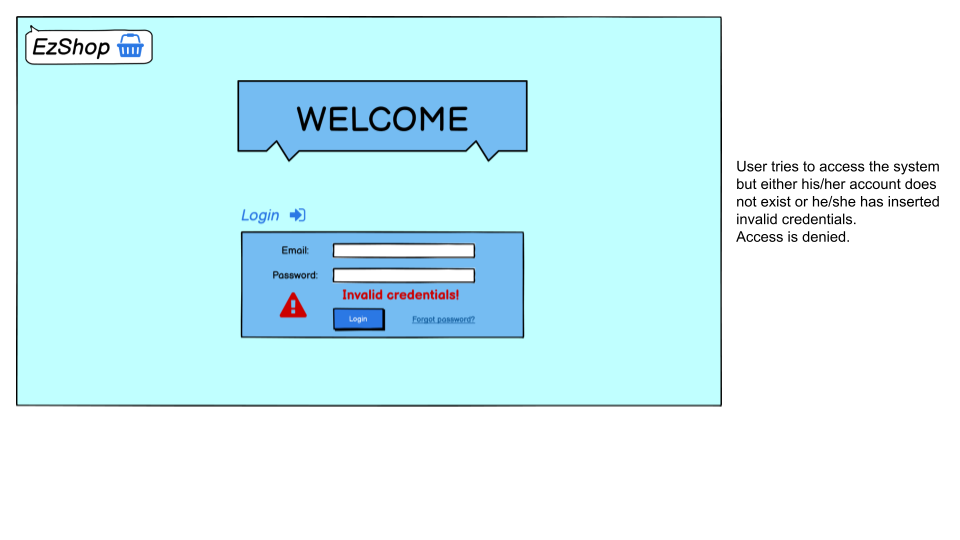 EzShop
WELCOME
Login
Email:
Password:
Invalid credentials!
Login
Forgot password?
User tries to access the system
but either his/her account does
not exist or he/she has inserted
invalid credentials.
Access is denied.